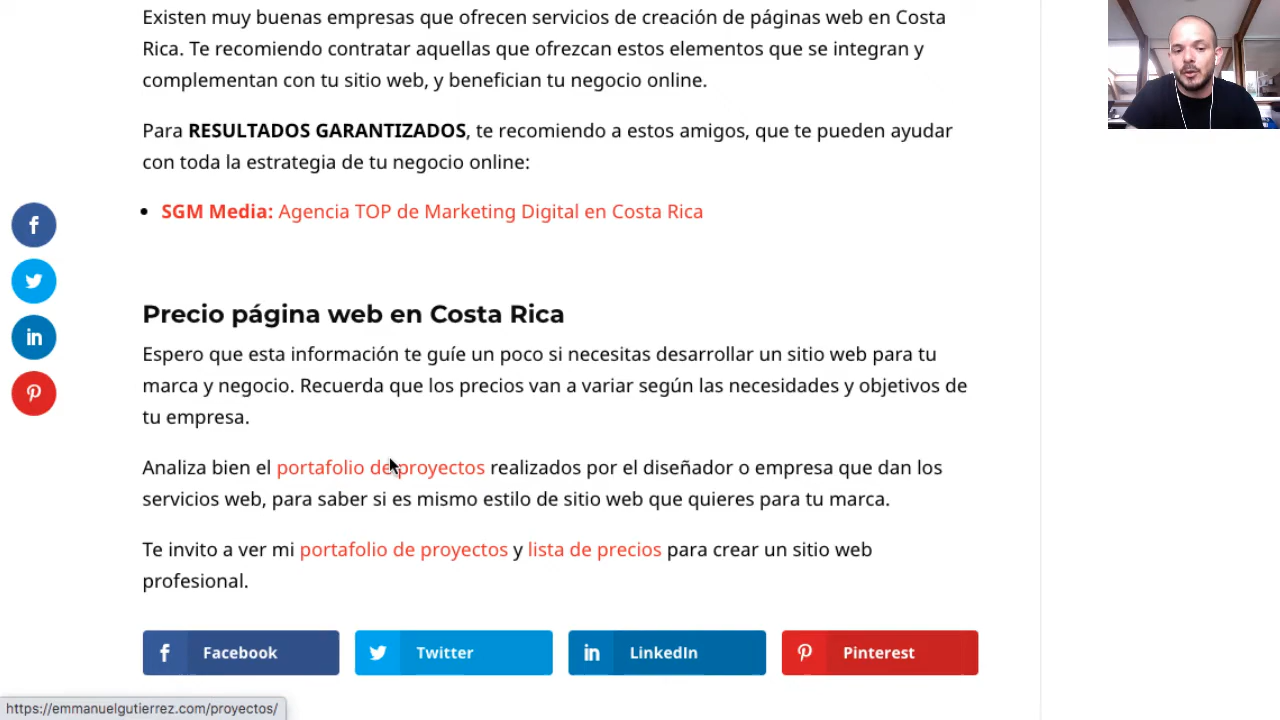 Existen muy buenas empresas que ofrecen servicios de creación de páginas web en Costa
Rica. Te recomiendo contratar aquellas que ofrezcan estos elementos que se integran y
complementan con tu sitio web, y benefician tu negocio online.
Para RESULTADOS GARANTIZADOS, te recomiendo a estos amigos, que te pueden ayudar
con toda la estrategia de tu negocio online:
SGM Media: Agencia TOP de Marketing Digital en Costa Rica
Precio página web en Costa Rica
Espero que esta información te guíe un poco si necesitas desarrollar un sitio web para tu
marca y negocio. Recuerda que los precios van a variar según las necesidades y objetivos de
tu empresa.
Analiza bien el portafolio de proyectos realizados por el diseñador o empresa que dan los
servicios web, para saber si es mismo estilo de sitio web que quieres para tu marca.
Te invito a ver mi portafolio de proyectos y lista de precios para crear un sitio web
profesional.
Facebook
Twitter
LinkedIn
Pinterest
https://emmanuelgutierrez.com/proyectos/